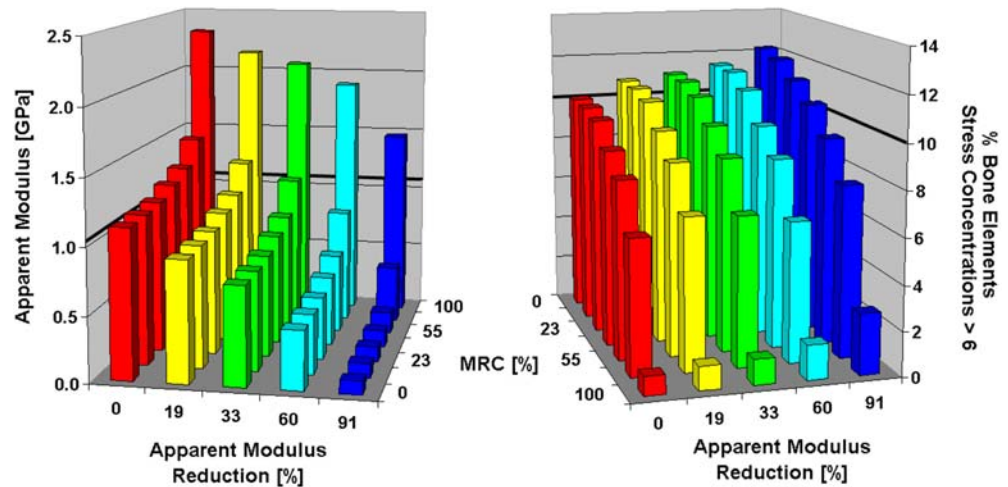 Apparent Modulus [GPa]
2.5
2.0
1.5
1.0
0.5
0.0
0 19 33 60 91
Apparent Modulus
Reduction [%]
100
55
23
0
MRC [%]
0
23
55
100
0 19 33 60 91
Apparent Modulus
Reduction [%]
14
12
10
8
6
4
2
0
% Bone Elements
Stress Concentrations > 6